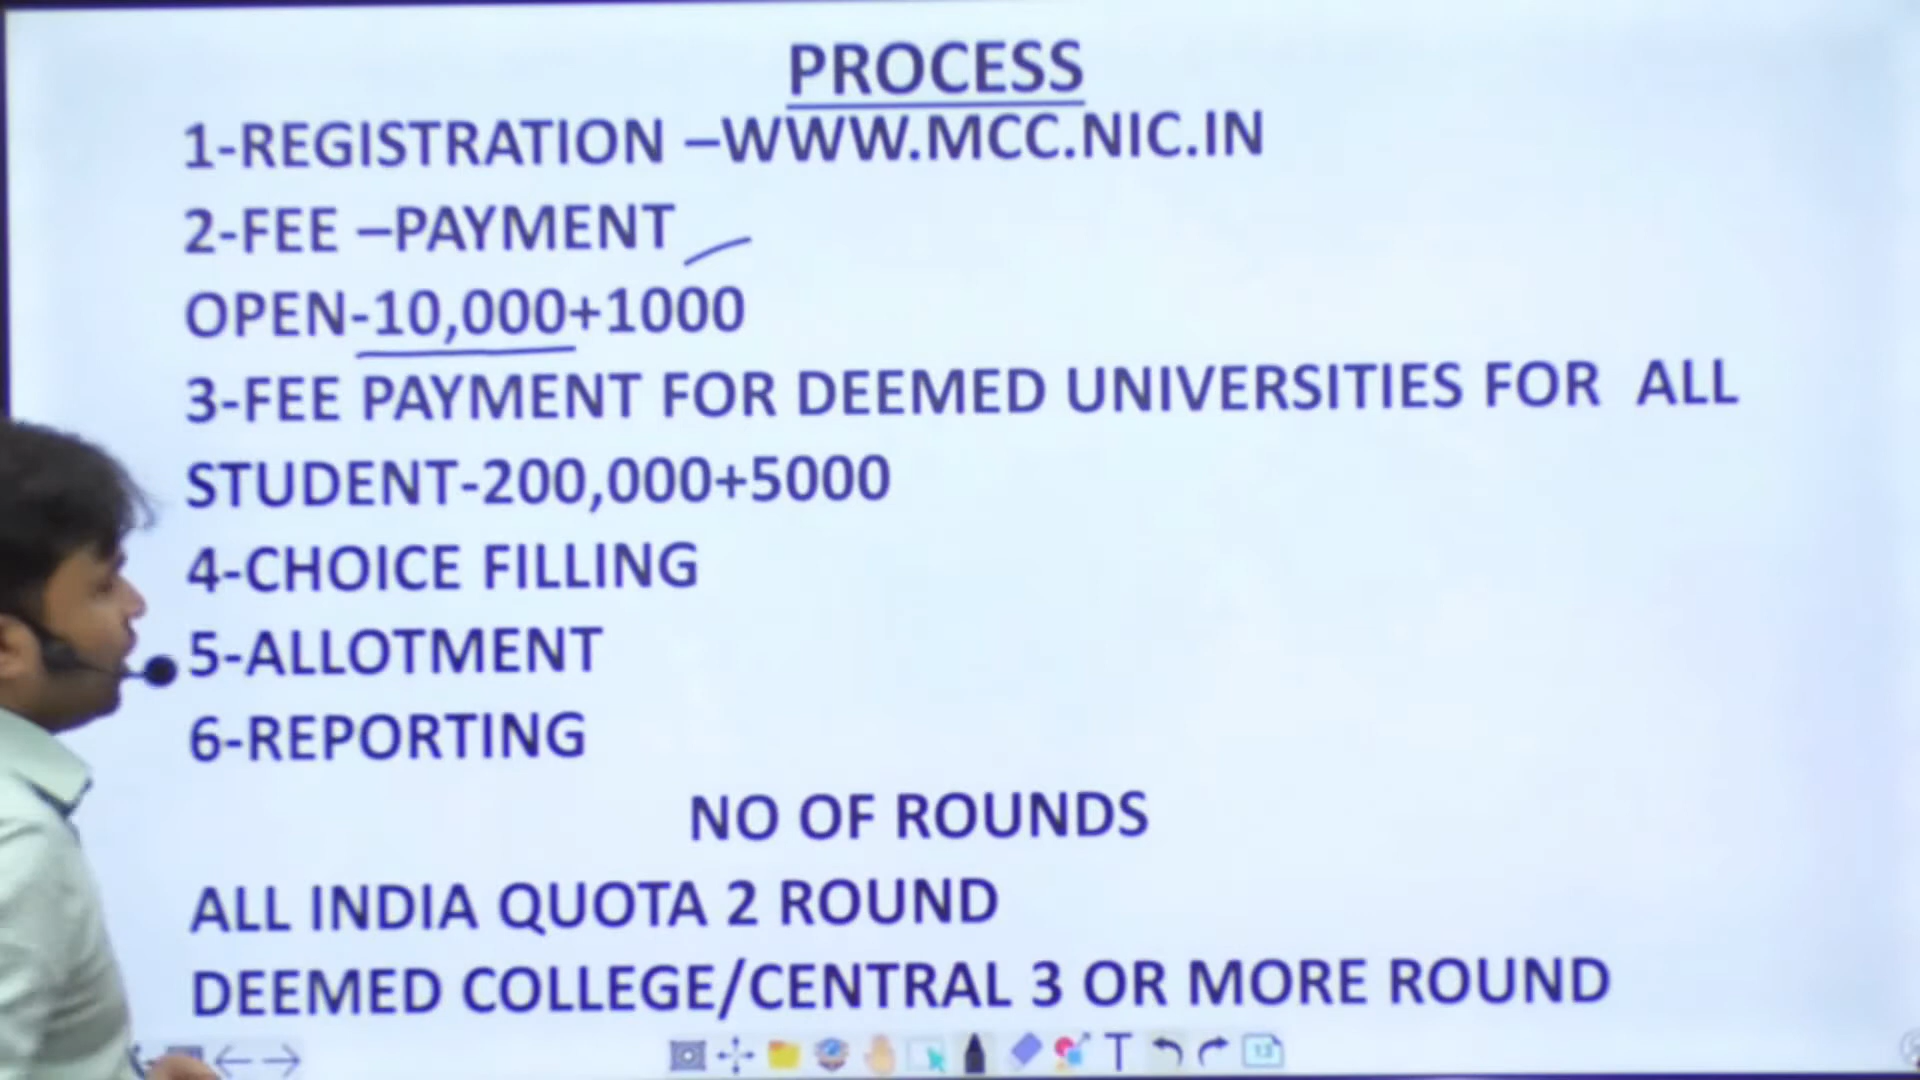 PROCESS
1-REGISTRATION –WWW.MCC.NIC.IN
2-FEE –PAYMENT
OPEN-10,000+1000
3-FEE PAYMENT FOR DEEMED UNIVERSITIES FOR ALL
STUDENT-200,000+5000
4-CHOICE FILLING
5-ALLOTMENT
6-REPORTING
NO OF ROUNDS
ALL INDIA QUOTA 2 ROUND
DEEMED COLLEGE/CENTRAL 3 OR MORE ROUND